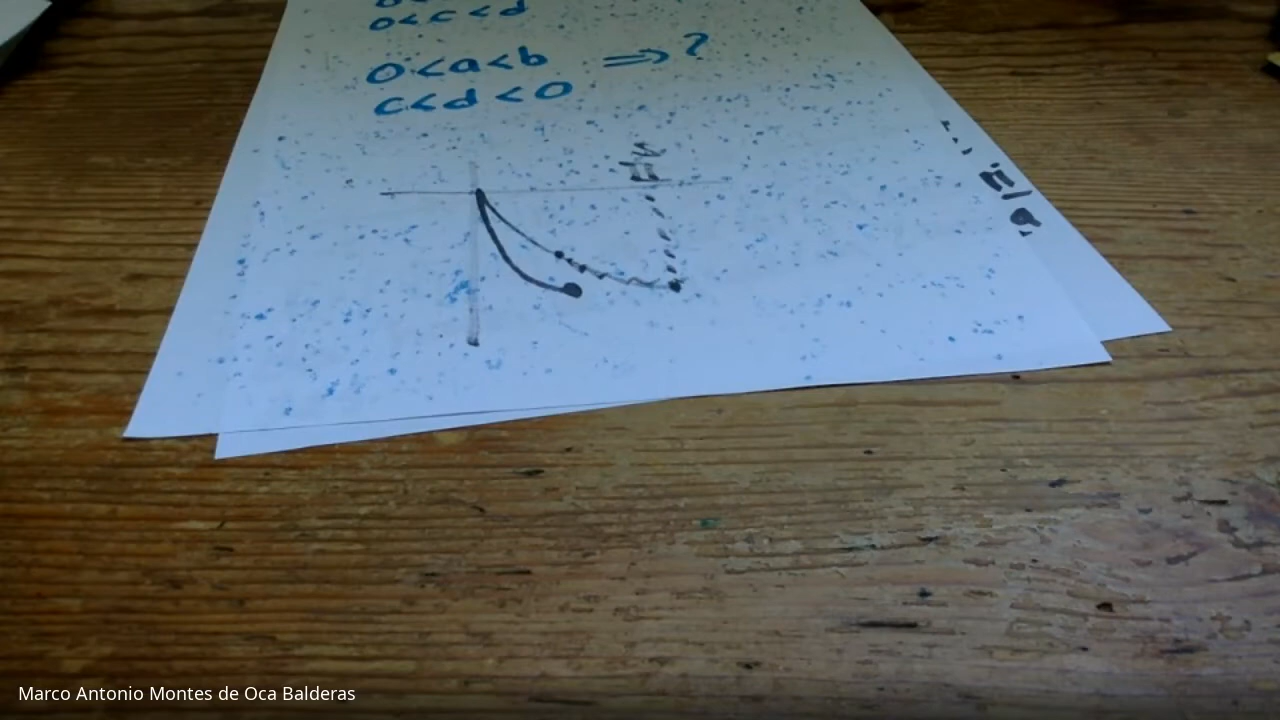 0<c<d
0<a<b => ?
c<d<0
Marco Antonio Montes de Oca Balderas